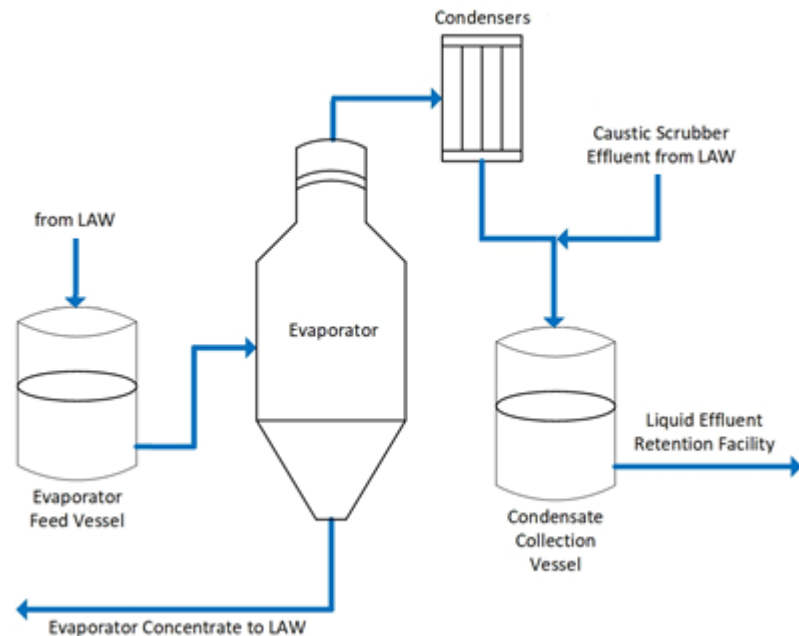 Condensers
Caustic Scrubber
Effluent from LAW
from LAW
Evaporator
Liquid Effluent
Retention Facility
Evaporator
Feed Vessel
Condensate
Collection
Vessel
Evaporator Concentrate to LAW